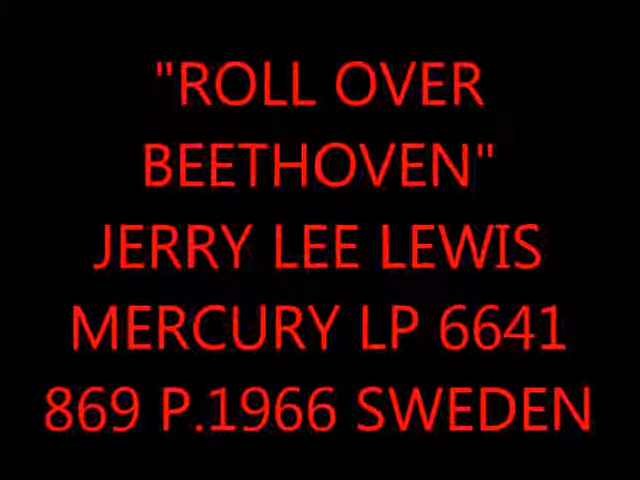 "ROLL OVER
BEETHOVEN"
JERRY LEE LEWIS
MERCURY LP 6641
869 P.1966 SWEDEN